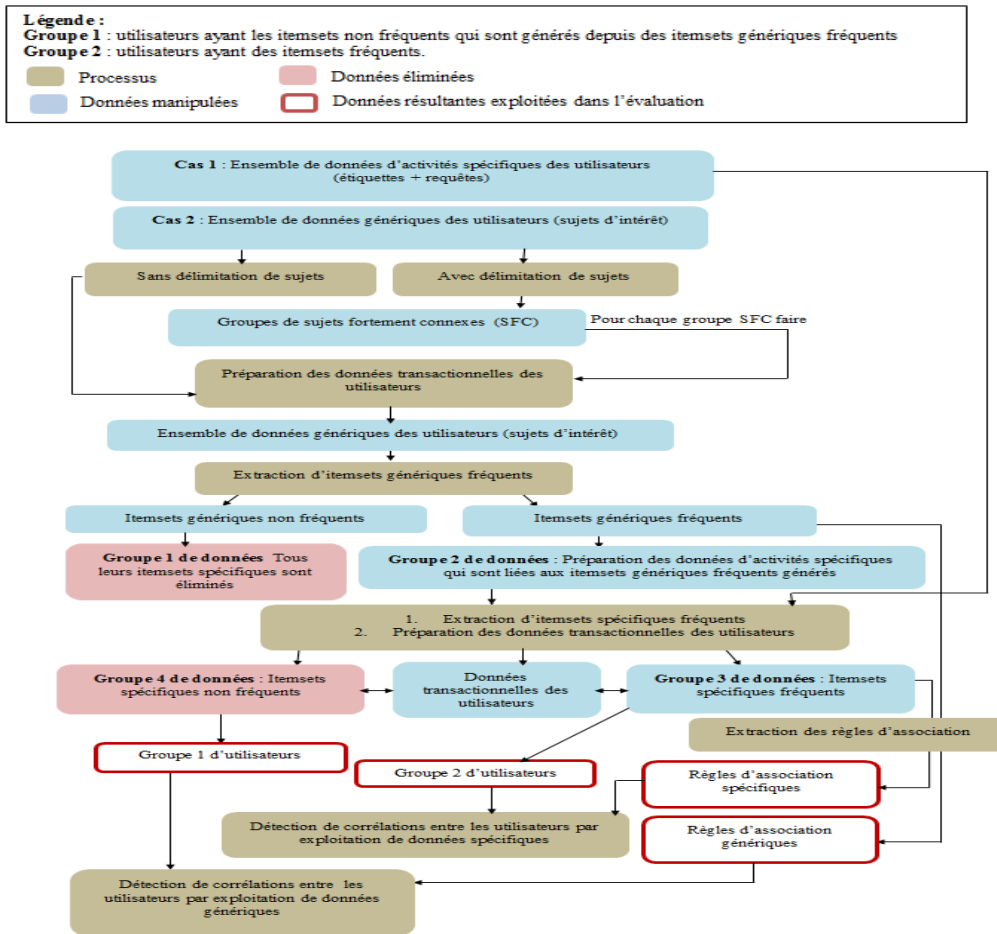 Légende :
Groupe 1 : utilisateurs ayant les itemsets non fréquents qui sont générés depuis des itemsets génériques fréquents
Groupe 2 : utilisateurs ayant des itemsets fréquents.
Processus
Données éliminées
Données manipulées
Données résultantes exploitées dans l'évaluation
Cas 1 : Ensemble de données d'activités spécifiques des utilisateurs
(étiquettes + requêtes)
Cas 2 : Ensemble de données génériques des utilisateurs (sujets d'intérêt)
Sans délimitation de sujets
Avec délimitation de sujets
Groupes de sujets fortement connexes (SFC)
Pour chaque groupe SFC faire
Préparation des données transactionnelles des
utilisateurs
Ensemble de données génériques des utilisateurs (sujets d'intérêt)
Extraction d'itemsets génériques fréquents
Itemsets génériques non fréquents
Itemsets génériques fréquents
Groupe 1 de données Tous
leurs itemsets spécifiques sont
éliminés
Groupe 2 de données : Préparation des données d'activités spécifiques
qui sont liées aux itemsets génériques fréquents générés
1. Extraction d'itemsets spécifiques fréquents
2. Préparation des données transactionnelles des utilisateurs
Groupe 4 de données : Itemsets
spécifiques non fréquents
Données
transactionnelles des
utilisateurs
Groupe 3 de données : Itemsets
spécifiques fréquents
Extraction des règles d'association
Groupe 1 d'utilisateurs
Groupe 2 d'utilisateurs
Règles d'association
spécifiques
Détection de corrélations entre les utilisateurs par
exploitation de données spécifiques
Règles d'association
génériques
Détection de corrélations entre les
utilisateurs par exploitation de données
génériques